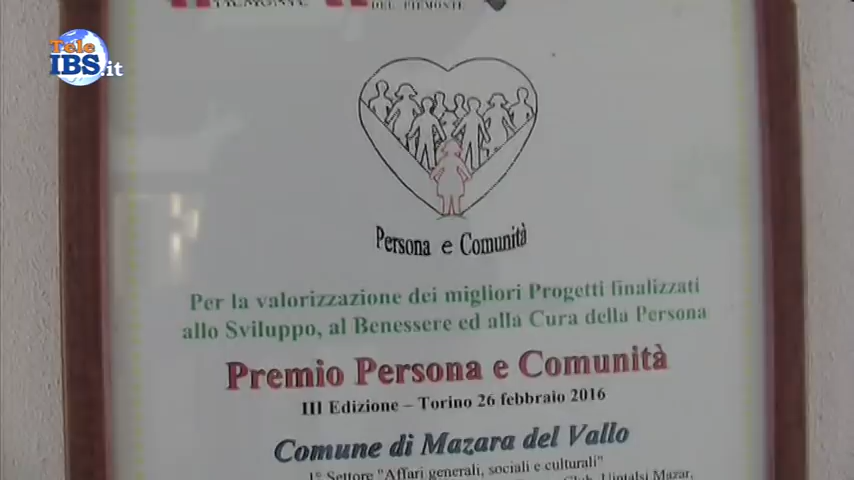 PIEMONTE DEL PIEMONTE
Tele
IBS.it
Persona e Comunità
Per la valorizzazione dei migliori Progetti finalizzati
allo Sviluppo, al Benessere ed alla Cura della Persona
Premio Persona e Comunità
III Edizione – Torino 26 febbraio 2016
Comune di Mazara del Vallo
1° Settore "Affari generali, sociali e culturali"
Club, Mazar,